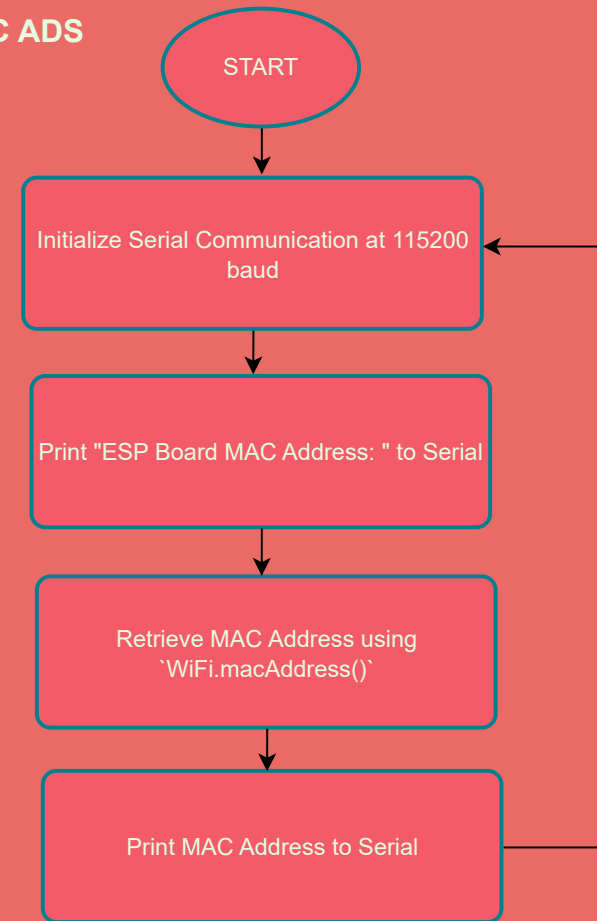 C ADS
START
Initialize Serial Communication at 115200
baud
Print "ESP Board MAC Address: " to Serial
Retrieve MAC Address using
`WiFi.macAddress()`
Print MAC Address to Serial